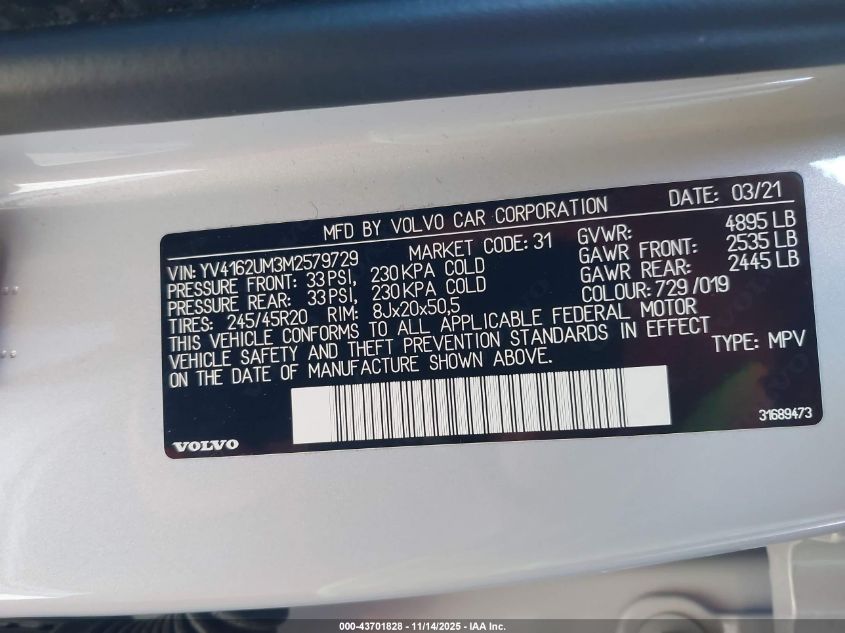 MFD BY VOLVO CAR CORPORATION DATE: 03/21
VIN: YV4162UM3M2579729 MARKET CODE: 31 GVWR: 4895 LB
PRESSURE FRONT: 33 PSI, 230 KPA COLD GAWR FRONT: 2535 LB
PRESSURE REAR: 33 PSI, 230 KPA COLD GAWR REAR: 2445 LB
TIRES: 245/45R20 RIM: 8Jx20x50,5 COLOUR: 729 /019
THIS VEHICLE CONFORMS TO ALL APPLICABLE FEDERAL MOTOR
VEHICLE SAFETY AND THEFT PREVENTION STANDARDS IN EFFECT
ON THE DATE OF MANUFACTURE SHOWN ABOVE. TYPE: MPV
VOLVO 31689473
000-43701828 - 11/14/2025 - IAA Inc.